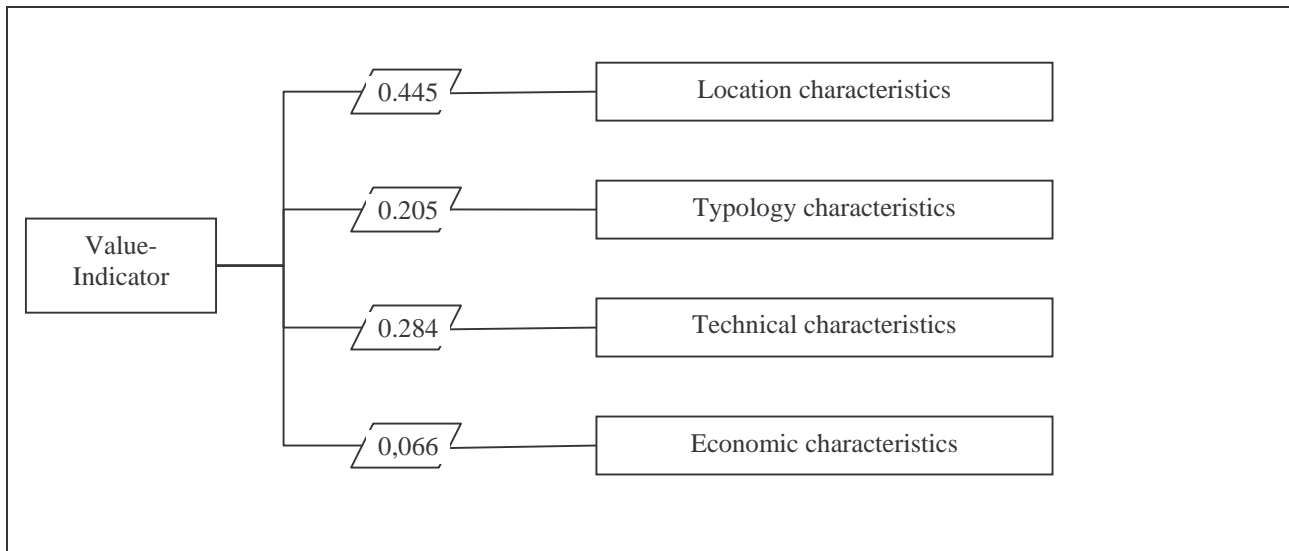 0.445
Location characteristics
0.205
Typology characteristics
Value-
Indicator
0.284
Technical characteristics
0,066
Economic characteristics